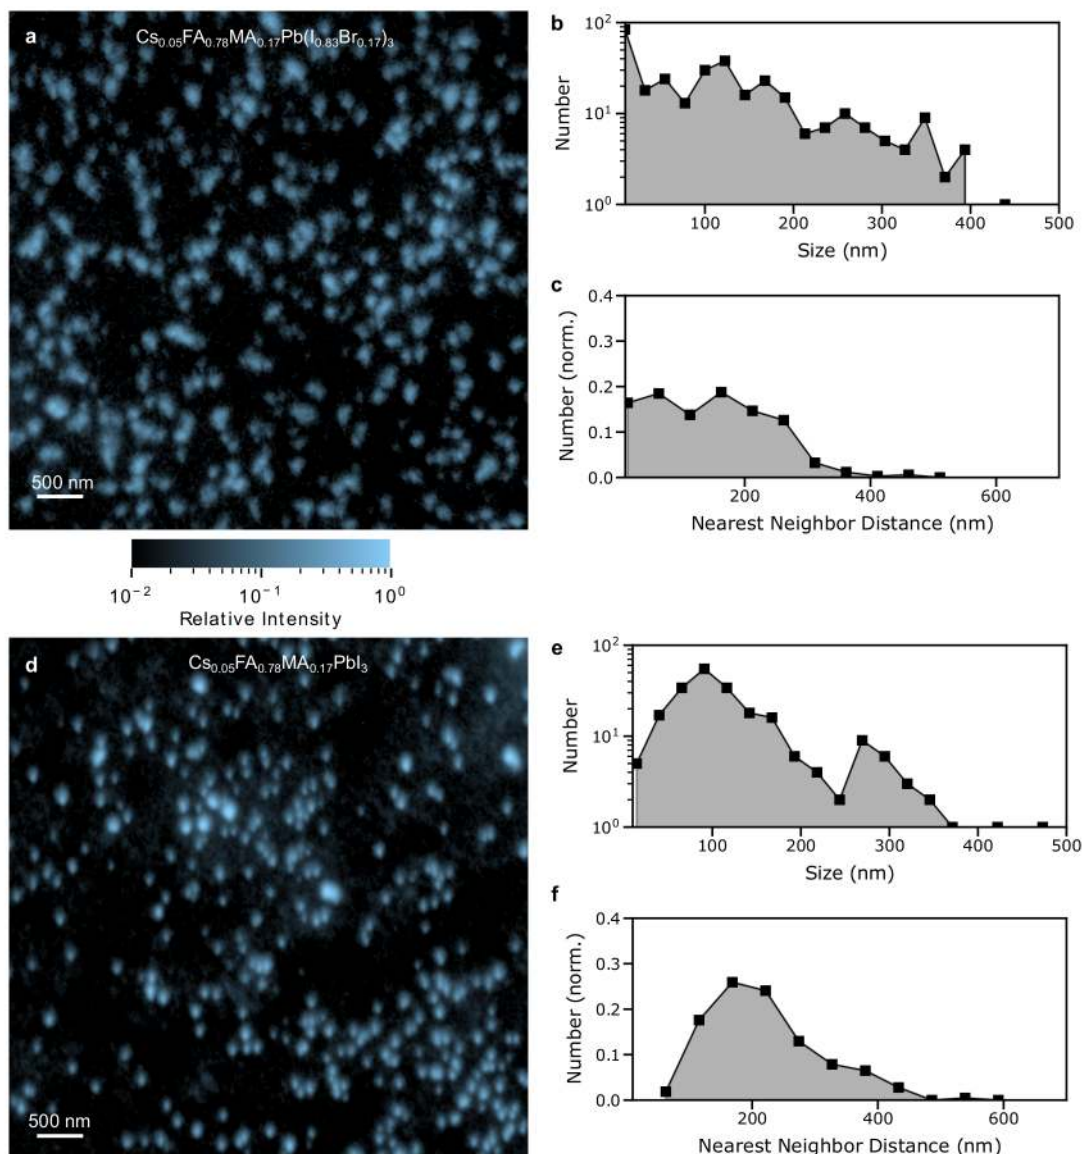 a
Cs₀.₀₅FA₀.₇₈MA₀.₁₇Pb(I₀.₈₃Br₀.₁₇)₃
500 nm
b
Number
10²
10¹
10⁰
100 200 300 400 500
Size (nm)
c
Number (norm.)
0.4
0.3
0.2
0.1
0.0
200 400 600
Nearest Neighbor Distance (nm)
10⁻² 10⁻¹ 10⁰
Relative Intensity
d
Cs₀.₀₅FA₀.₇₈MA₀.₁₇PbI₃
500 nm
e
Number
10²
10¹
10⁰
100 200 300 400 500
Size (nm)
f
Number (norm.)
0.4
0.3
0.2
0.1
0.0
200 400 600
Nearest Neighbor Distance (nm)